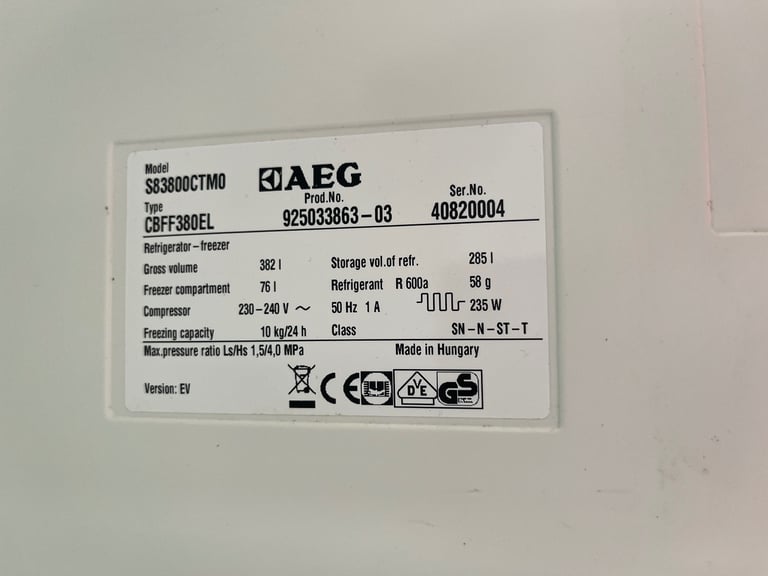 Model
S83800CTM0
AEG
Type
CBFF380EL
Prod.No.
925033863-03
Ser.No.
40820004
Refrigerator-freezer
Gross volume 382 l Storage vol.of refr. 285 l
Freezer compartment 76 l Refrigerant R 600a 58 g
Compressor 230-240 V ~ 50 Hz 1 A 235 W
Freezing capacity 10 kg/24 h Class SN-N-ST-T
Max.pressure ratio Ls/Hs 1,5/4,0 MPa Made in Hungary
Version: EV CE DVE GS